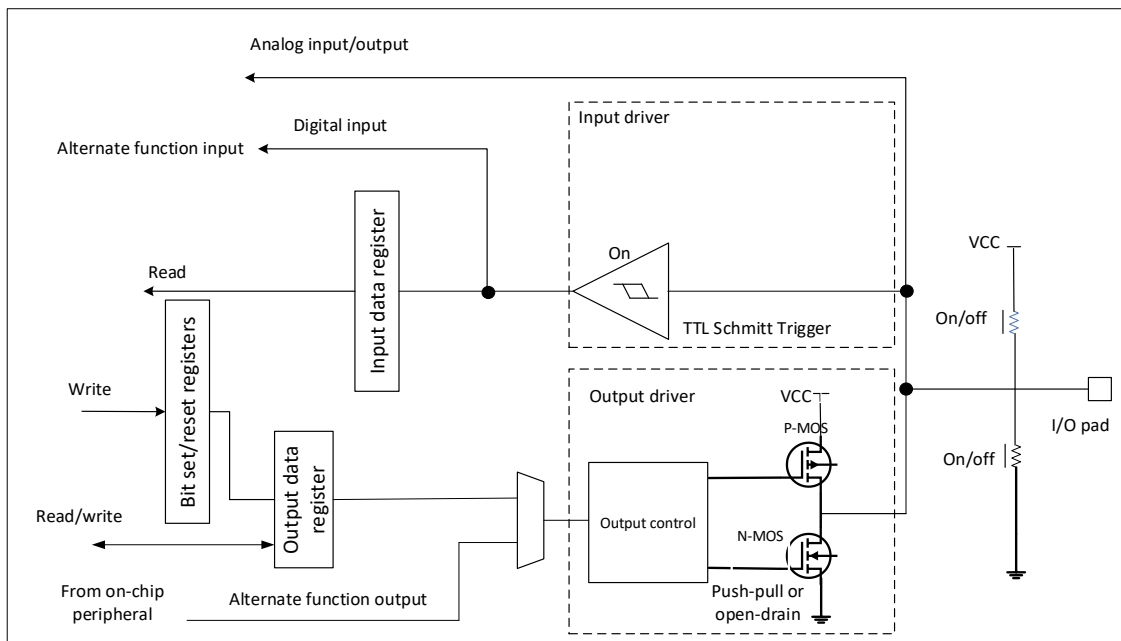 Analog input/output
Digital input
Alternate function input
Input driver
On
TTL Schmitt Trigger
Input data register
Read
VCC
On/off
On/off
I/O pad
Write
Bit set/reset registers
Output data
register
Read/write
From on-chip
peripheral
Alternate function output
Output driver
VCC
P-MOS
Output control
N-MOS
Push-pull or
open-drain